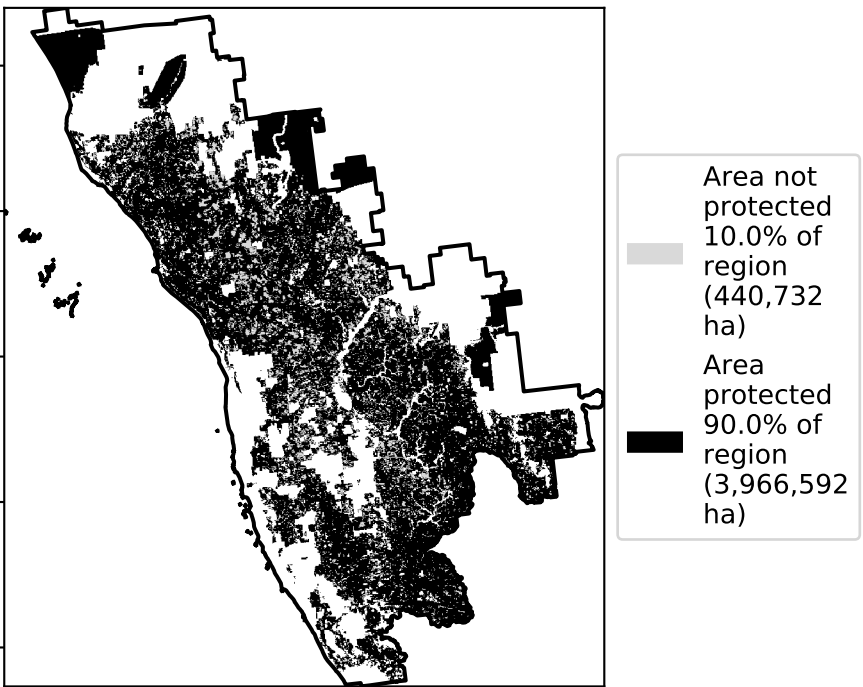 Area not
protected
10.0% of
region
(440,732
ha)
Area
protected
90.0% of
region
(3,966,592
ha)